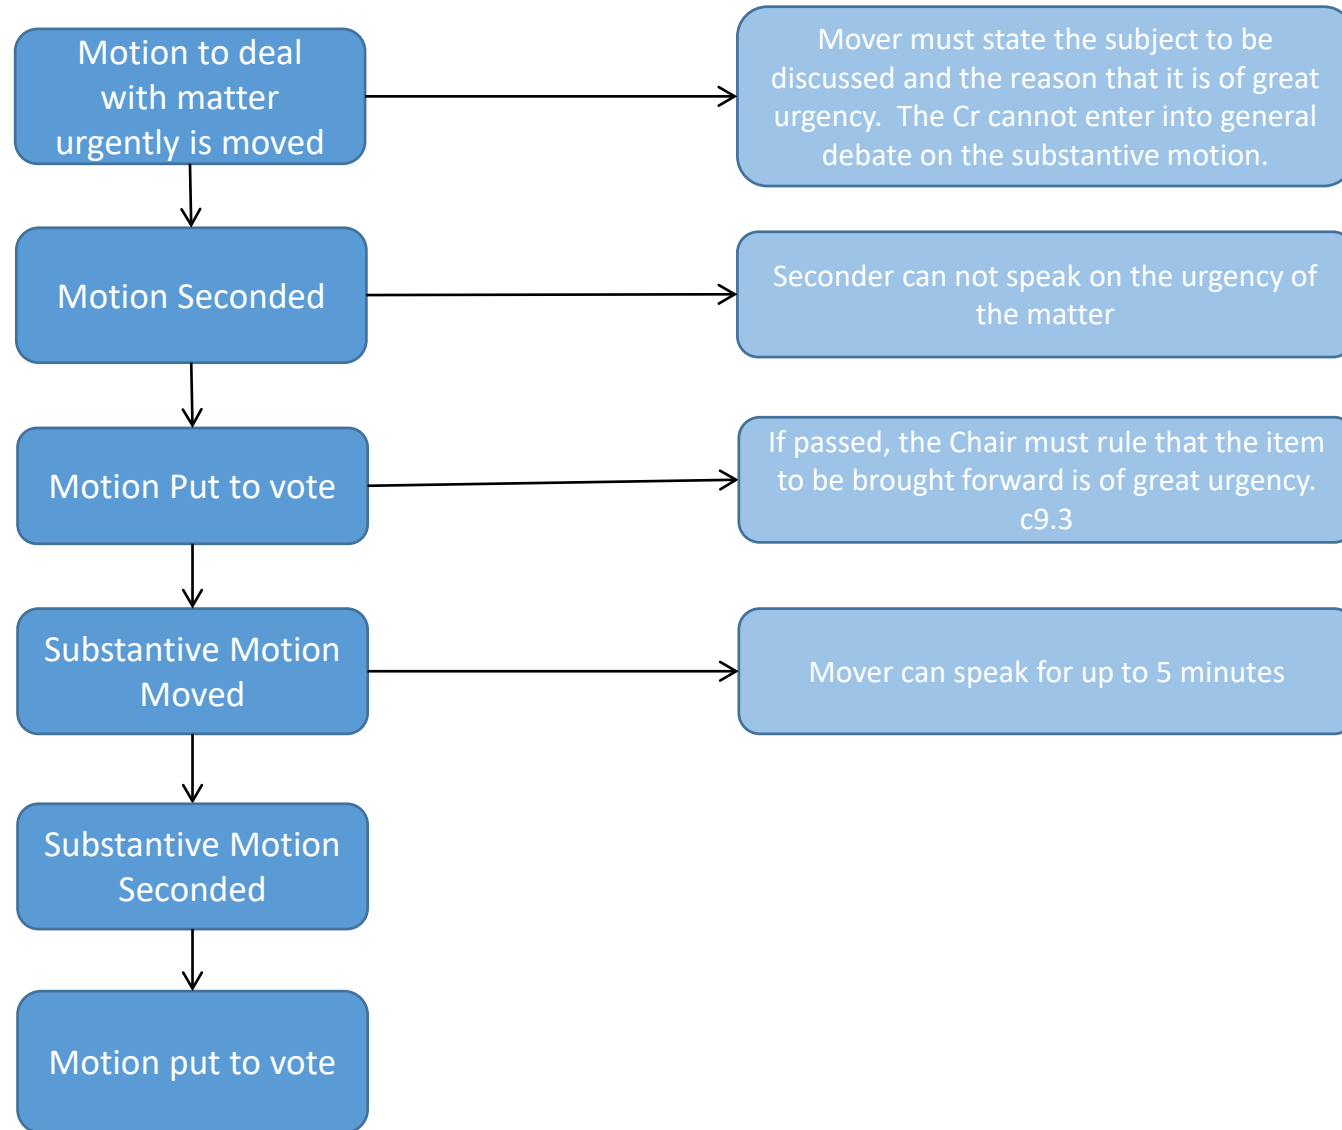 Motion to deal
with matter
urgently is moved
Mover must state the subject to be
discussed and the reason that it is of great
urgency.  The Cr cannot enter into general
debate on the substantive motion.
Motion Seconded
Seconder can not speak on the urgency of
the matter
Motion Put to vote
If passed, the Chair must rule that the item
to be brought forward is of great urgency.
c9.3
Substantive Motion
Moved
Mover can speak for up to 5 minutes
Substantive Motion
Seconded
Motion put to vote